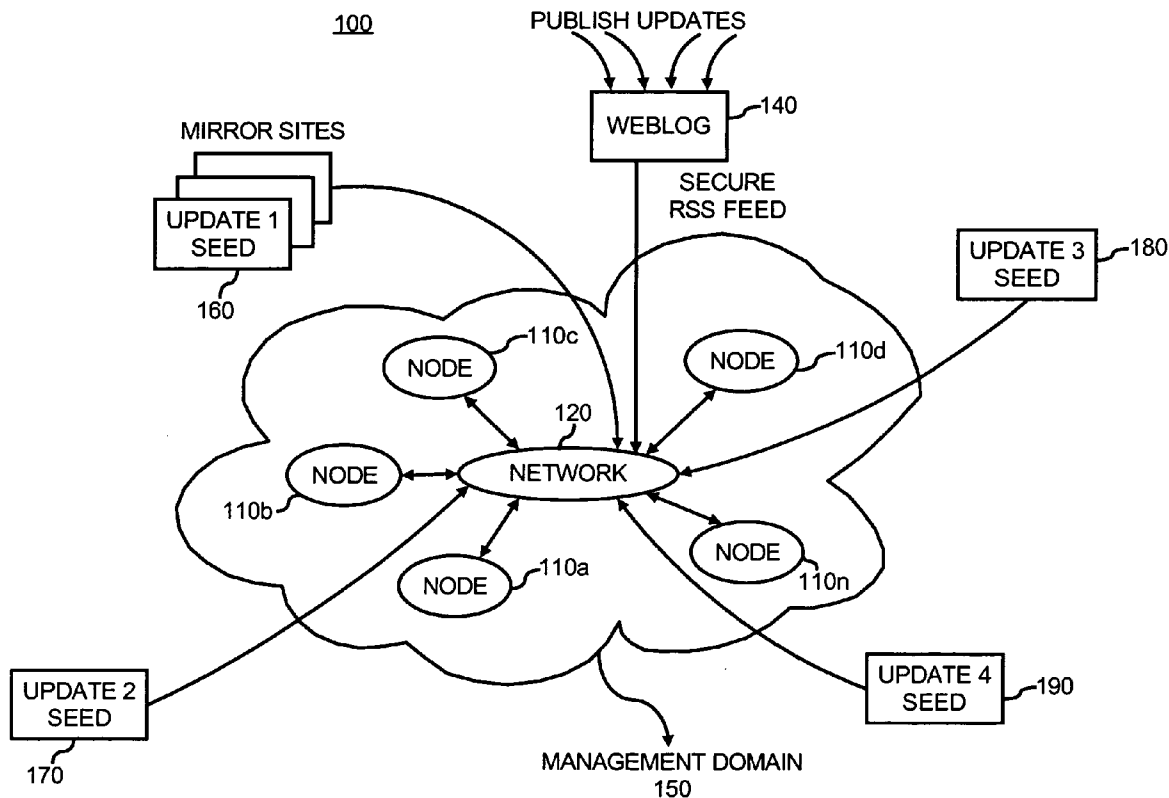 100
PUBLISH UPDATES
WEBLOG
140
MIRROR SITES
UPDATE 1
SEED
160
SECURE
RSS FEED
UPDATE 3
SEED
180
NODE
110c
NODE
110d
120
NETWORK
NODE
110b
NODE
110a
NODE
110n
UPDATE 2
SEED
170
UPDATE 4
SEED
190
MANAGEMENT DOMAIN
150